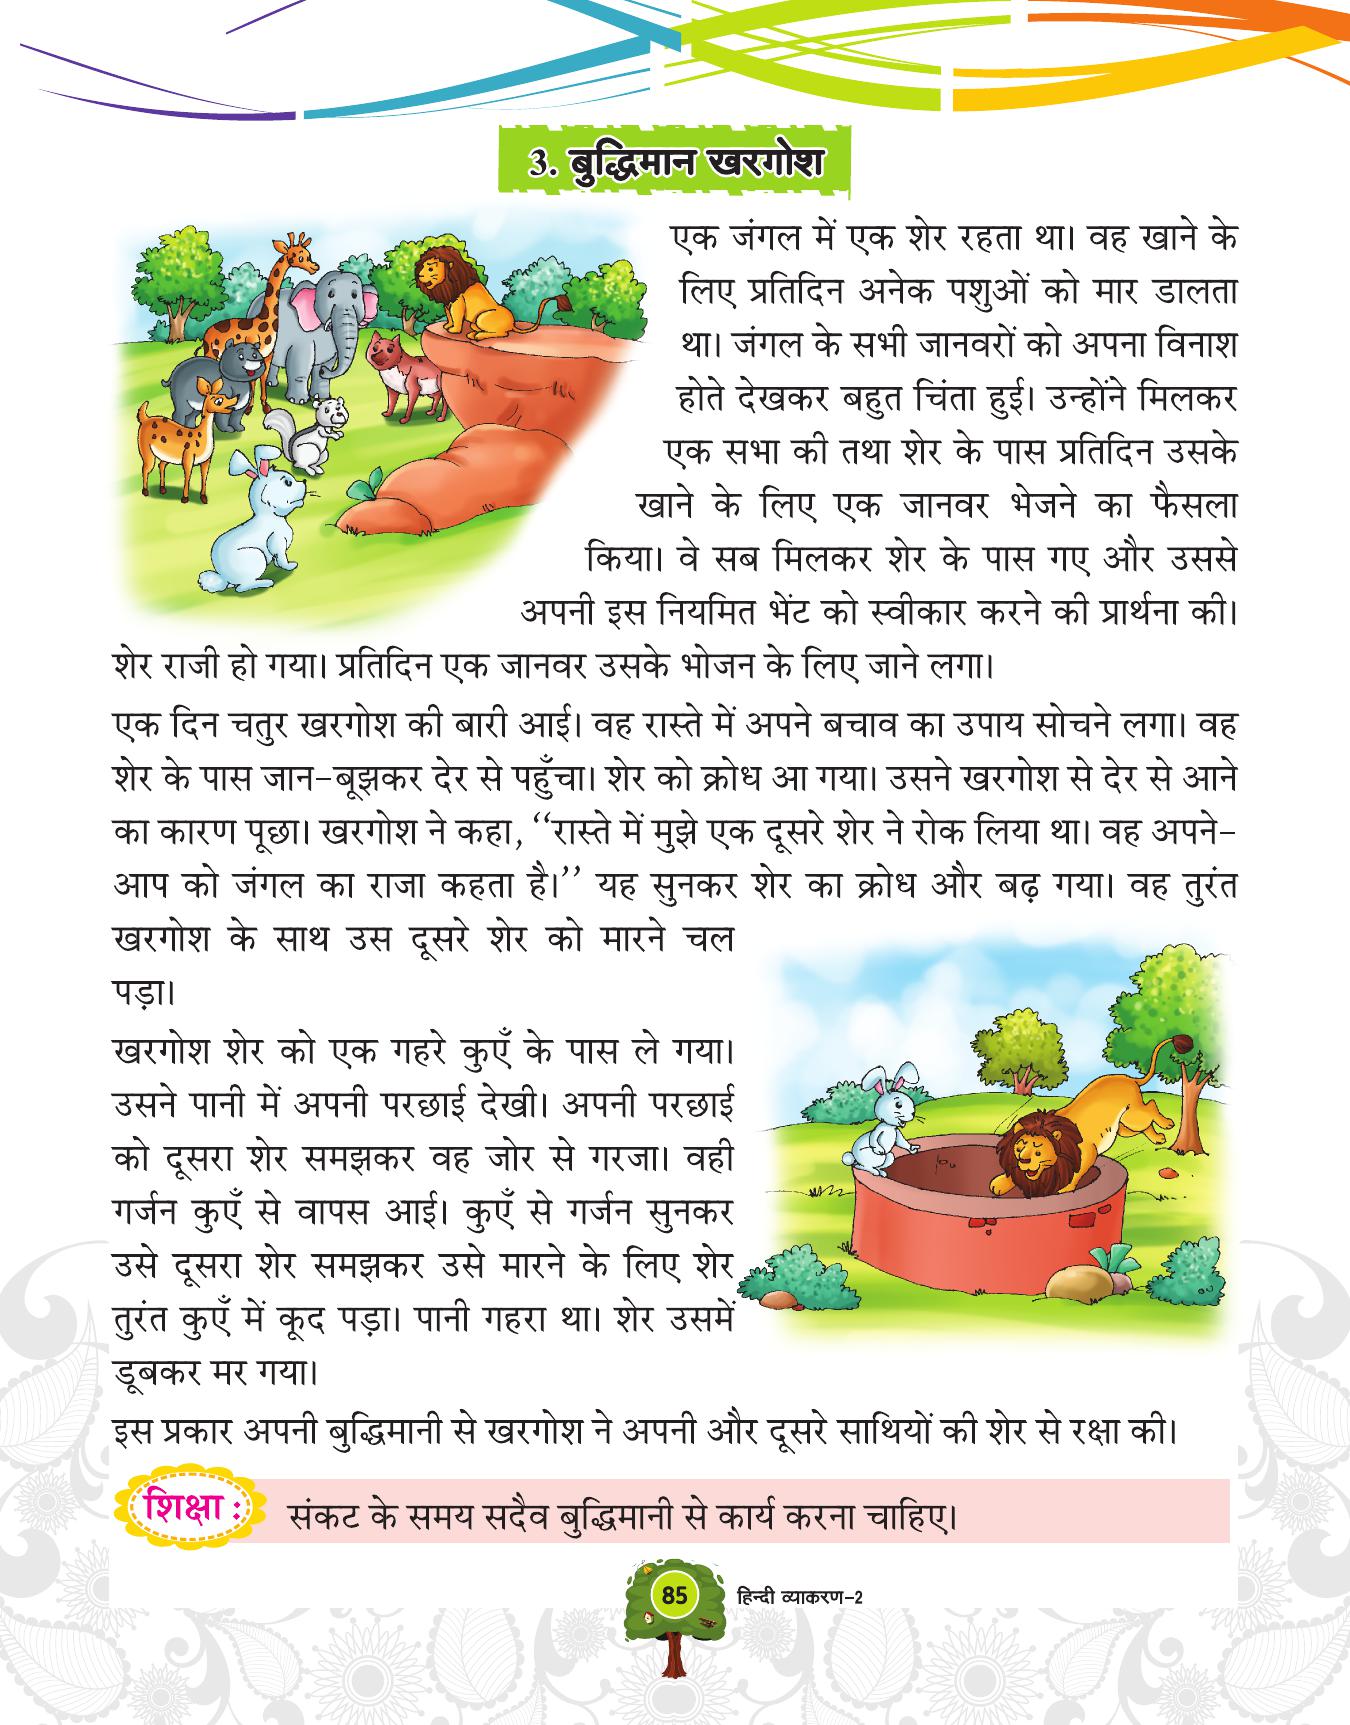 3. बुद्धिमान खरगोश
एक जंगल में एक शेर रहता था। वह खाने के
लिए प्रतिदिन अनेक पशुओं को मार डालता
था। जंगल के सभी जानवरों को अपना विनाश
होते देखकर बहुत चिंता हुई। उन्होंने मिलकर
एक सभा की तथा शेर के पास प्रतिदिन उसके
खाने के लिए एक जानवर भेजने का फैसला
किया। वे सब मिलकर शेर के पास गए और उससे
अपनी इस नियमित भेंट को स्वीकार करने की प्रार्थना की।
शेर राजी हो गया। प्रतिदिन एक जानवर उसके भोजन के लिए जाने लगा।
एक दिन चतुर खरगोश की बारी आई। वह रास्ते में अपने बचाव का उपाय सोचने लगा। वह
शेर के पास जान-बूझकर देर से पहुँचा। शेर को क्रोध आ गया। उसने खरगोश से देर से आने
का कारण पूछा। खरगोश ने कहा, ‘‘रास्ते में मुझे एक दूसरे शेर ने रोक लिया था। वह अपने-
आप को जंगल का राजा कहता है।’’ यह सुनकर शेर का क्रोध और बढ़ गया। वह तुरंत
खरगोश के साथ उस दूसरे शेर को मारने चल
पड़ा।
खरगोश शेर को एक गहरे कुएँ के पास ले गया।
उसने पानी में अपनी परछाई देखी। अपनी परछाई
को दूसरा शेर समझकर वह जोर से गरजा। वही
गर्जन कुएँ से वापस आई। कुएँ से गर्जन सुनकर
उसे दूसरा शेर समझकर उसे मारने के लिए शेर
तुरंत कुएँ में कूद पड़ा। पानी गहरा था। शेर उसमें
डूबकर मर गया।
इस प्रकार अपनी बुद्धिमानी से खरगोश ने अपनी और दूसरे साथियों की शेर से रक्षा की।
शिक्षा : संकट के समय सदैव बुद्धिमानी से कार्य करना चाहिए।
85 हिन्दी व्याकरण-2